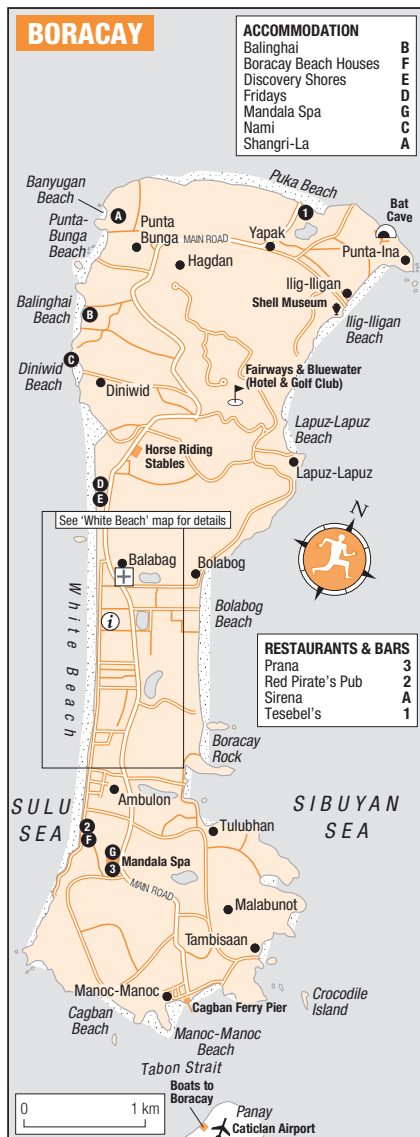 BORACAY
ACCOMMODATION
Balinghai B
Boracay Beach Houses F
Discovery Shores E
Fridays D
Mandala Spa G
Nami C
Shangri-La A
Puka Beach
Banyugan
Beach
A
1
Bat
Cave
Punta-
Bunga
Beach
Punta
Bunga
MAIN ROAD
Yapak
Punta-Ina
Hagdan
Ilig-Iligan
Balinghai
Beach
B
Shell Museum
Ilig-Iligan
Beach
C
Diniwid
Beach
Diniwid
Fairways & Bluewater
(Hotel & Golf Club)
Lapuz-Lapuz
Beach
Horse Riding
Stables
Lapuz-Lapuz
D
E
N
See ‘White Beach’ map for details
Balabag
Bolabog
White Beach
i
Bolabog
Beach
RESTAURANTS & BARS
Prana 3
Red Pirate’s Pub 2
Sirena A
Tesebel’s 1
Boracay
Rock
SULU
SEA
Ambulon
SIBUYAN
SEA
2
F
Tulubhan
G
3
Mandala Spa
MAIN ROAD
Malabunot
Tambisaan
Manoc-Manoc
Cagban Ferry Pier
Crocodile
Island
Cagban
Beach
Manoc-Manoc
Beach
Tabon Strait
Boats to
Boracay
Panay
Caticlan Airport
0 1 km